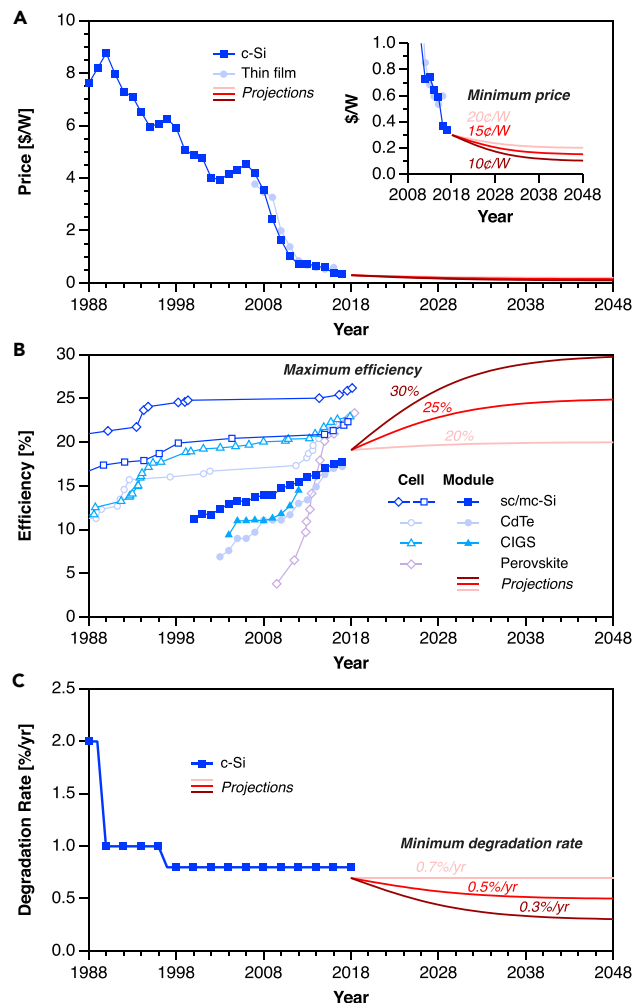 A
Price [$/W]
10
8
6
4
2
0
1988 1998 2008 2018 2028 2038 2048
Year
c-Si
Thin film
Projections
$/W
1.0
0.8
0.6
0.4
0.2
0.0
2008 2018 2028 2038 2048
Year
Minimum price
20¢/W
15¢/W
10¢/W
B
Efficiency [%]
30
25
20
15
10
5
0
1988 1998 2008 2018 2028 2038 2048
Year
Maximum efficiency
30%
25%
20%
Cell Module
sc/mc-Si
CdTe
CIGS
Perovskite
Projections
C
Degradation Rate [%/yr]
2.5
2.0
1.5
1.0
0.5
0.0
1988 1998 2008 2018 2028 2038 2048
Year
c-Si
Projections
Minimum degradation rate
0.7%/yr
0.5%/yr
0.3%/yr